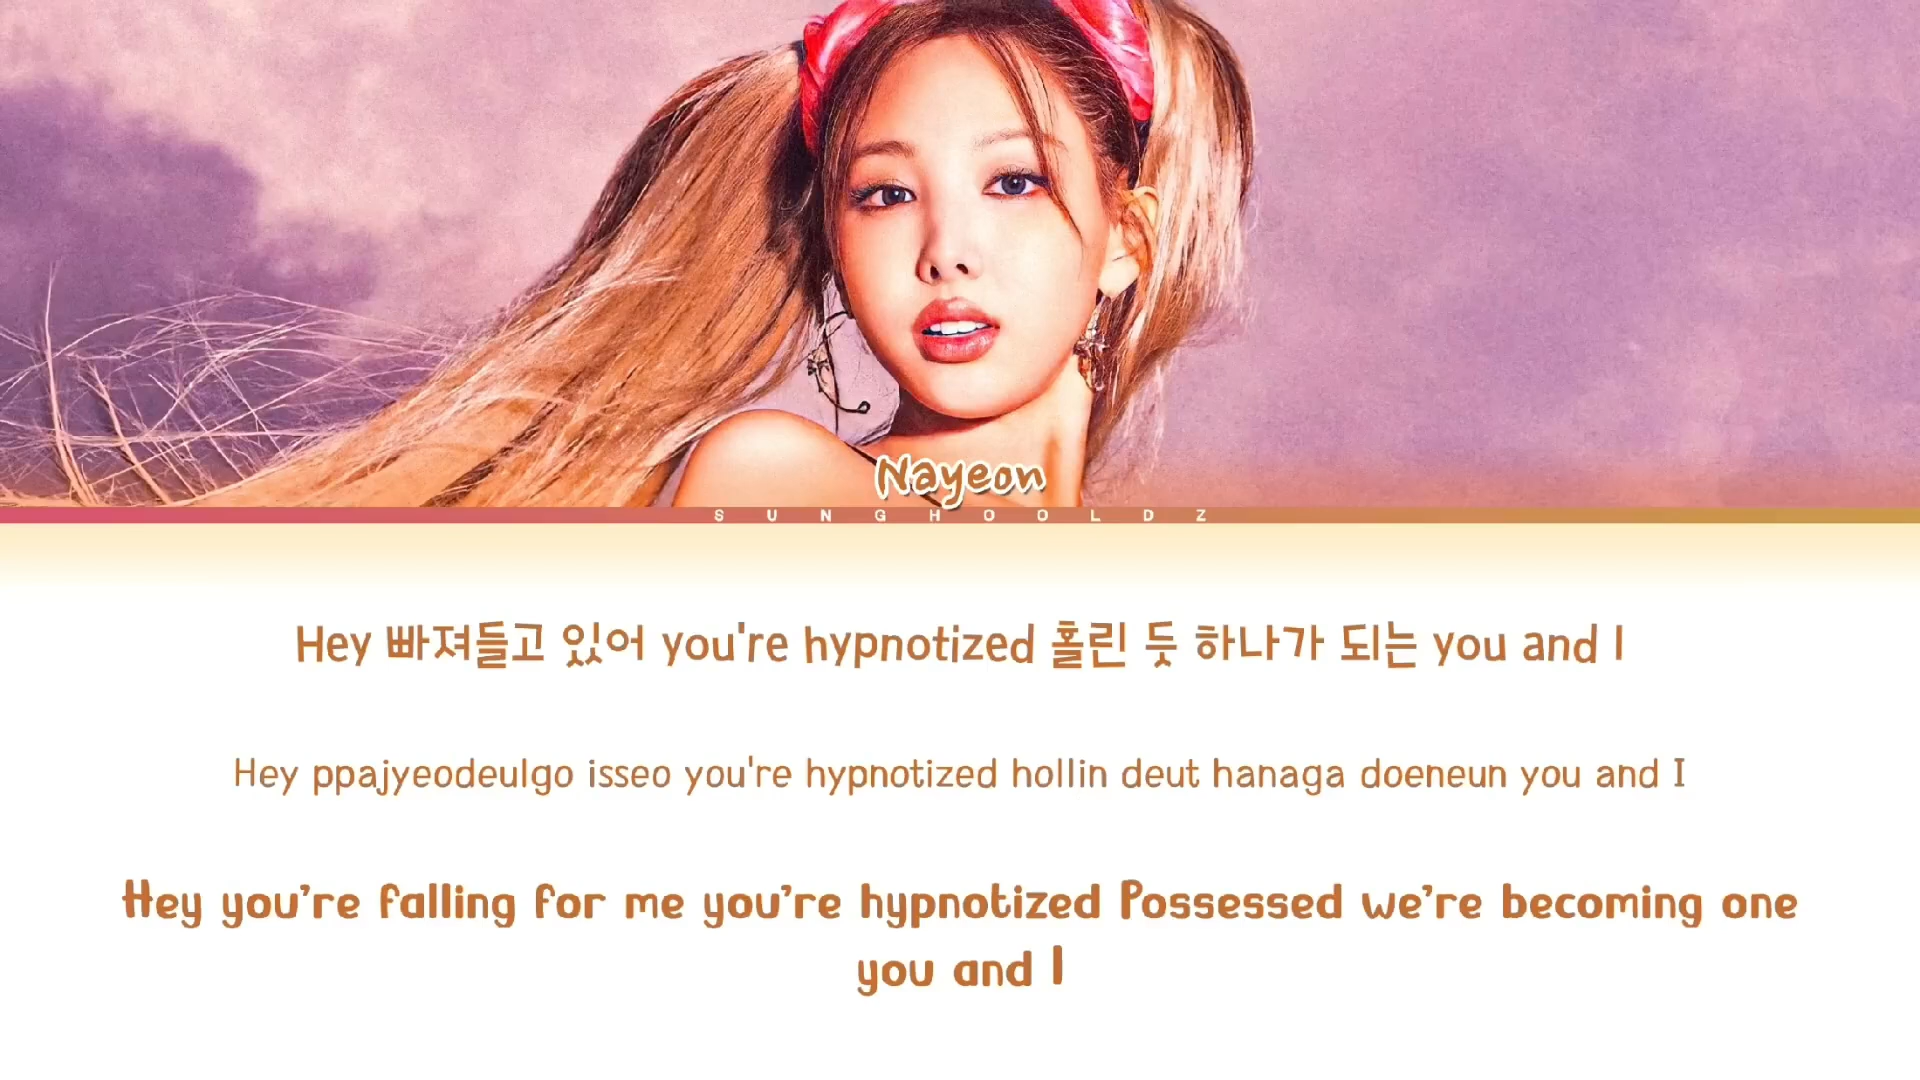 Nayeon
SUNGHOOLDZ
Hey 빠져들고 있어 you're hypnotized 홀린 듯 하나가 되는 you and I
Hey ppajyeodeulgo isseo you're hypnotized hollin deut hanaga doeneun you and I
Hey you’re falling for me you’re hypnotized Possessed we’re becoming one
you and I